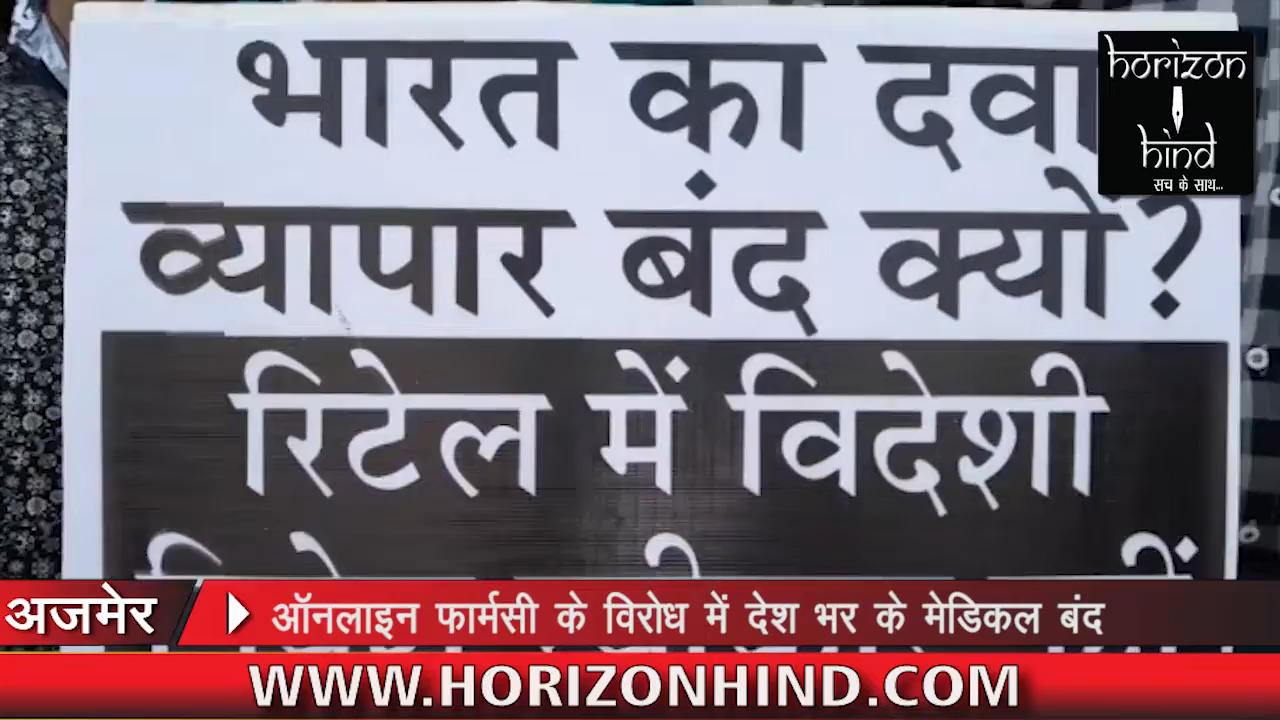 भारत का दवा
व्यापार बंद क्यों?
रिटेल में विदेशी
horizon
hind
सच के साथ...
अजमेर
ऑनलाइन फार्मसी के विरोध में देश भर के मेडिकल बंद
WWW.HORIZONHIND.COM